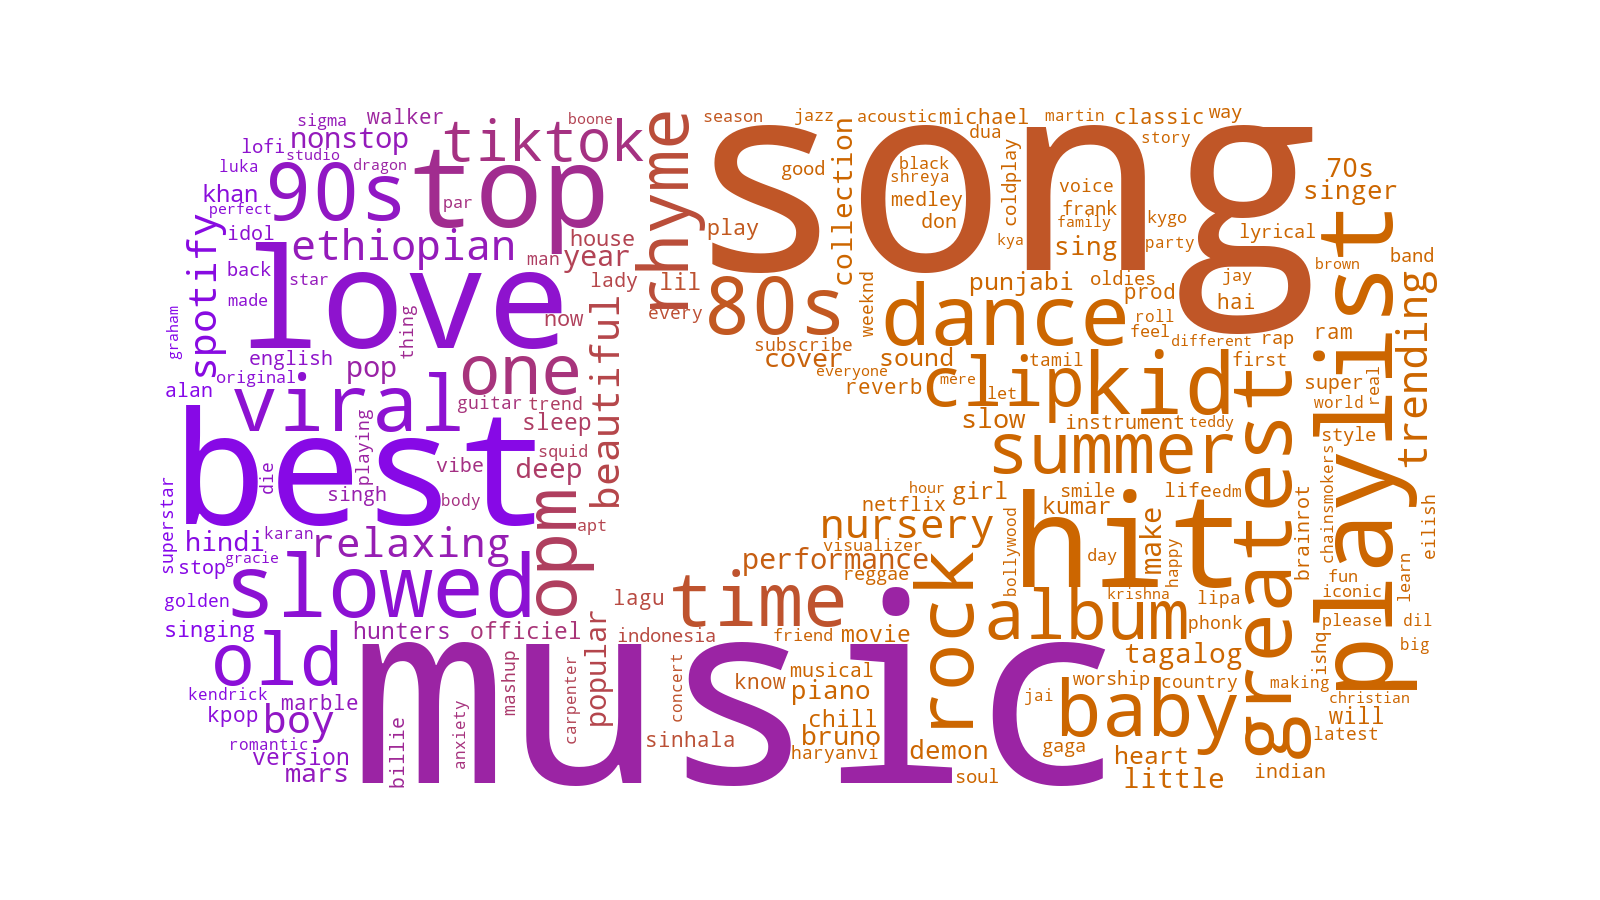 sigma
walker
boone
season
jazz
acoustic
michael
martin
classic
way
lofi
nonstop
tiktok
rhyme
song
collection
dua
story
luka
studio
dragon
90s
top
good
black
shreya
coldplay
voice
70s
khan
perfect
par
medley
frank
singer
idol
ethiopian
house
play
don
family
kygo
lyrical
spotify
love
man
year
kya
sing
party
band
back
star
lady
lil
80s
punjabi
oldies
jay
brown
made
now
every
weeknd
dance
prod
hai
playlist
trending
graham
thing
beautiful
subscribe
roll
feel
different
rap
ram
english
pop
one
cover
sound
clip
tamil
kid
first
alan
original
everyone
reverb
mere
let
super
real
viral
guitar
trend
slow
instrument
teddy
world
best
playing
sleep
summer
greatest
style
die
vibe
squid
deep
singh
body
opm
hour
girl
smile
life
edm
superstar
netflix
kumar
hit
hindi
karan
relaxing
apt
nursery
bollywood
make
brainrot
chainsmokers
eilish
stop
gracie
visualizer
performance
day
happy
slowed
reggae
rock
fun
learn
golden
lagu
time
album
krishna
lipa
iconic
singing
hunters
officiel
popular
indonesia
friend
movie
phonk
please
dil
old
music
tagalog
ishq
big
kendrick
marble
mashup
carpenter
concert
know
musical
piano
jai
worship
country
making
christian
kpop
boy
billie
anxiety
chill
baby
will
romantic
version
sinhala
bruno
haryanvi
demon
gaga
heart
latest
mars
soul
little
indian